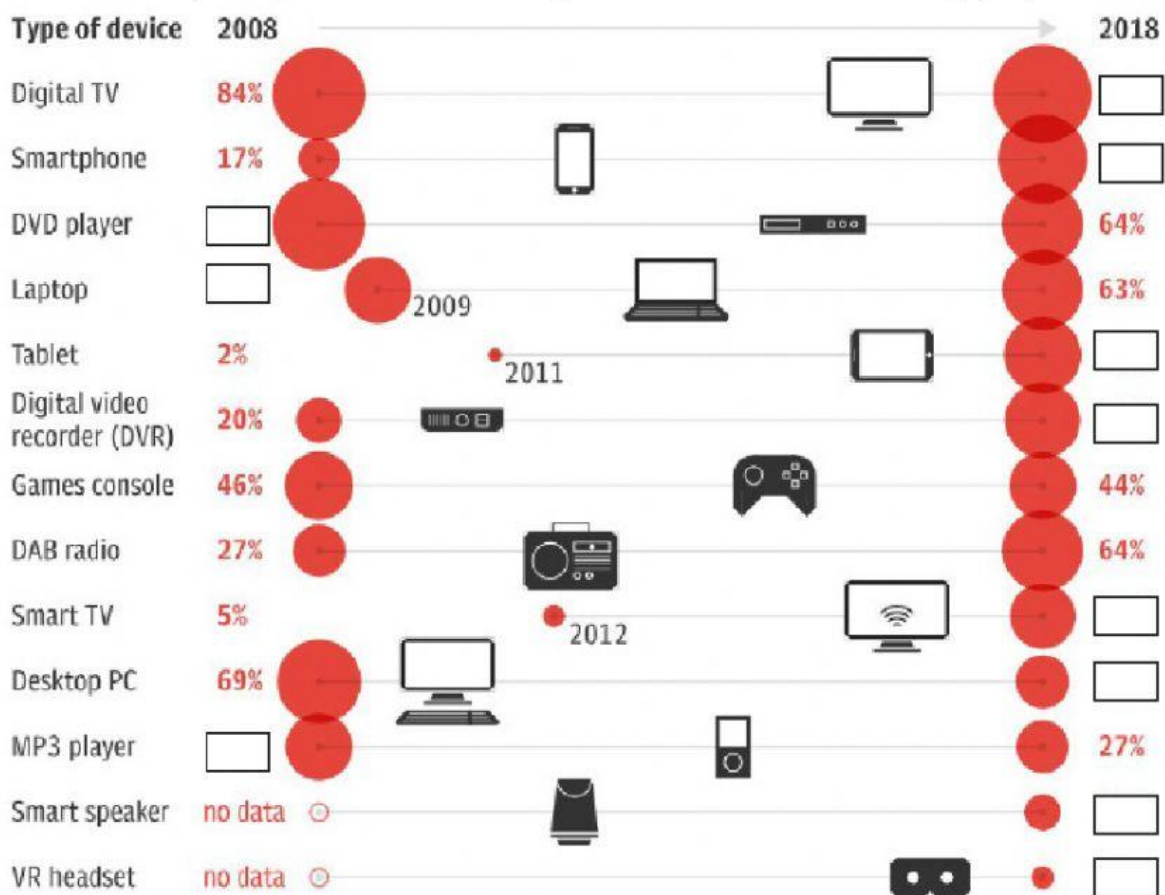 Type of device 2008 2018
Digital TV 84%
Smartphone 17%
DVD player 64%
Laptop 2009 63%
Tablet 2% 2011
Digital video
recorder (DVR) 20%
Games console 46% 44%
DAB radio 27% 64%
Smart TV 5% 2012
Desktop PC 69%
MP3 player 27%
Smart speaker no data
VR headset no data